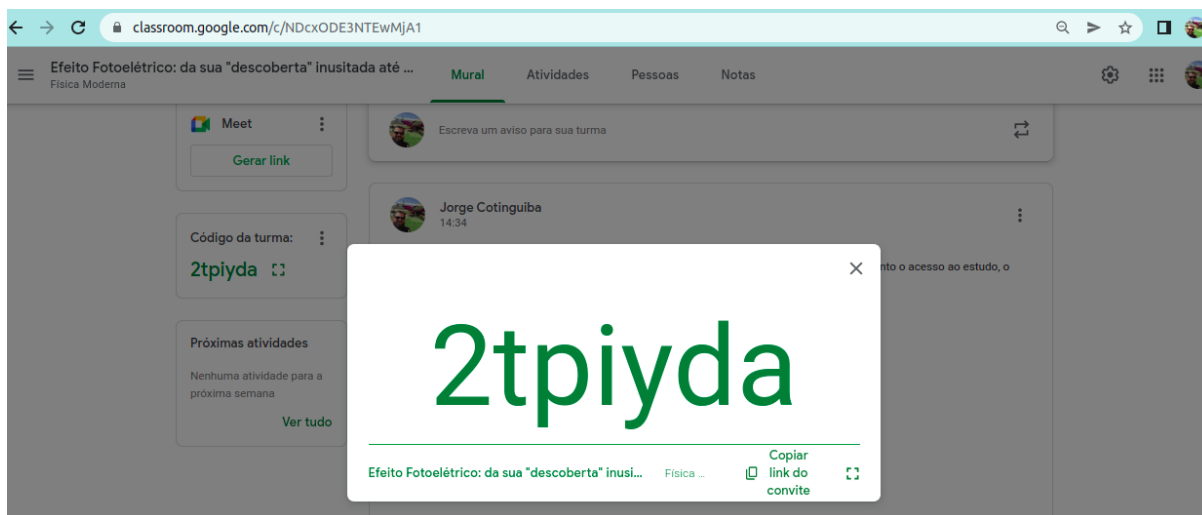 classroom.google.com/c/NDcxODE3NTEwMjA1
Efeito Fotoelétrico: da sua "descoberta" inusitada até ...
Física Moderna
Mural
Atividades
Pessoas
Notas
Meet
Gerar link
Escreva um aviso para sua turma
Jorge Cotinguiba
14:34
Código da turma:
2tpiyda
nto o acesso ao estudo, o
Próximas atividades
Nenhuma atividade para a
próxima semana
Ver tudo
2tpiyda
Efeito Fotoelétrico: da sua "descoberta" inusi...
Física ...
Copiar
link do
convite